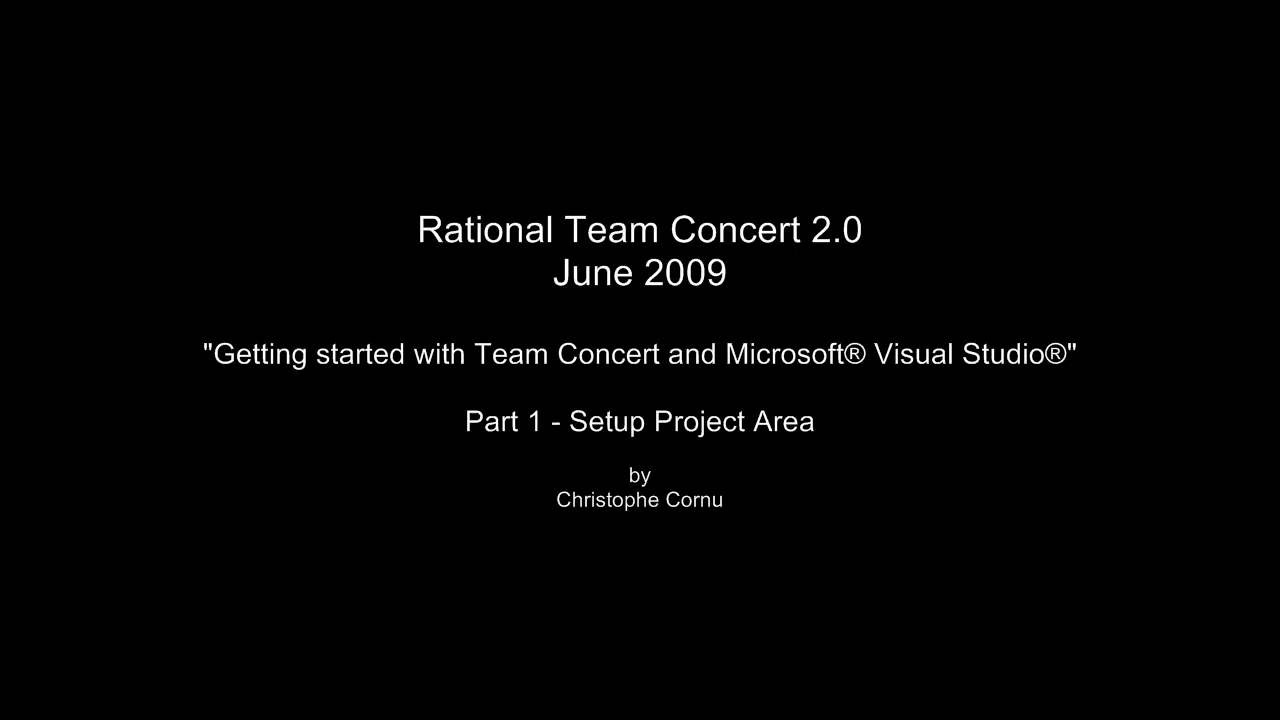 Rational Team Concert 2.0
June 2009
"Getting started with Team Concert and Microsoft® Visual Studio®"
Part 1 - Setup Project Area
by
Christophe Cornu